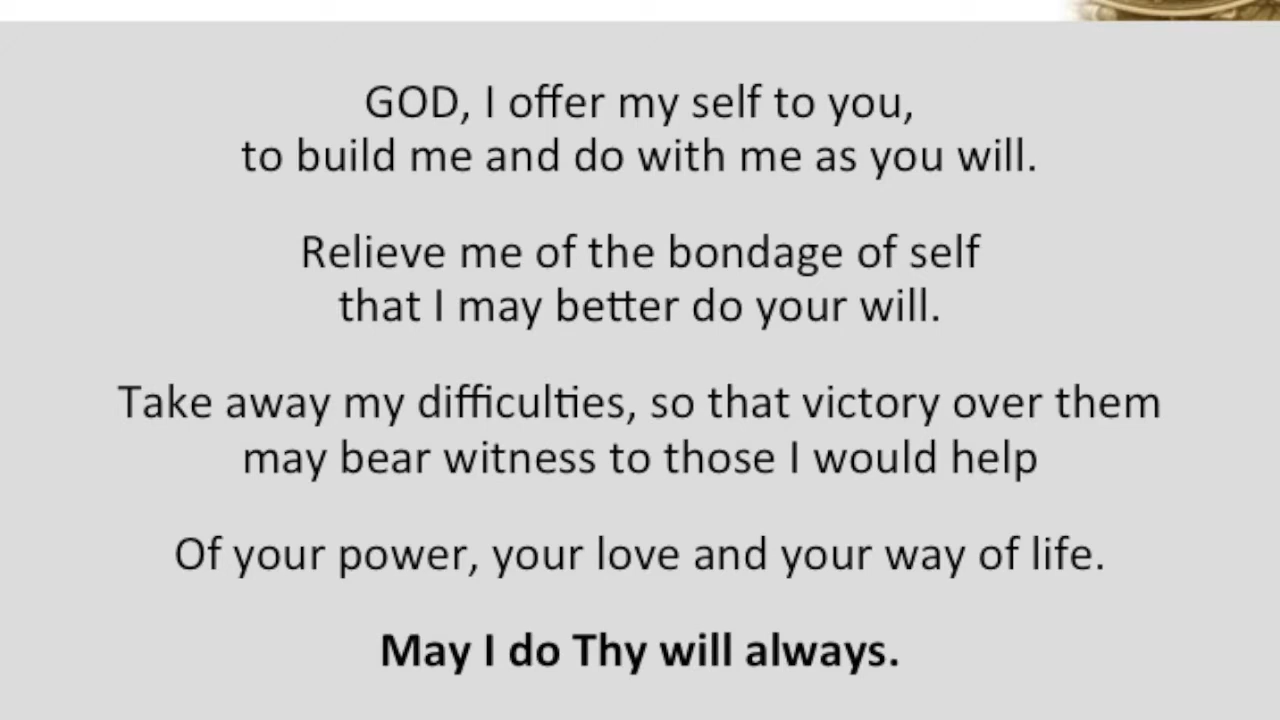 GOD, I offer my self to you,
to build me and do with me as you will.
Relieve me of the bondage of self
that I may better do your will.
Take away my difficulties, so that victory over them
may bear witness to those I would help
Of your power, your love and your way of life.
May I do Thy will always.